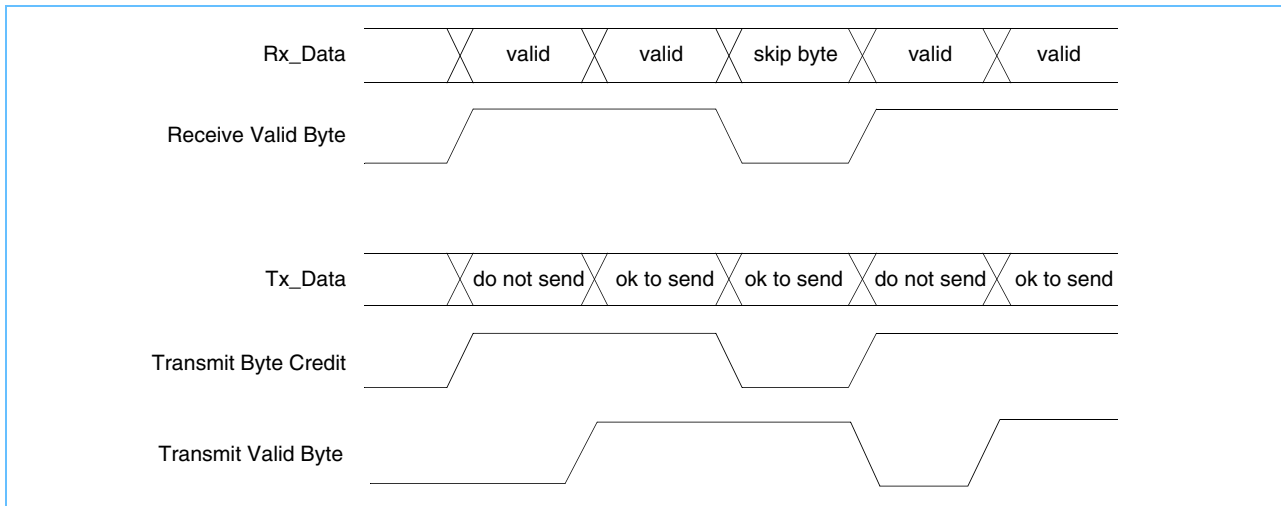 Rx_Data valid valid skip byte valid valid
Receive Valid Byte
Tx_Data do not send ok to send ok to send do not send ok to send
Transmit Byte Credit
Transmit Valid Byte